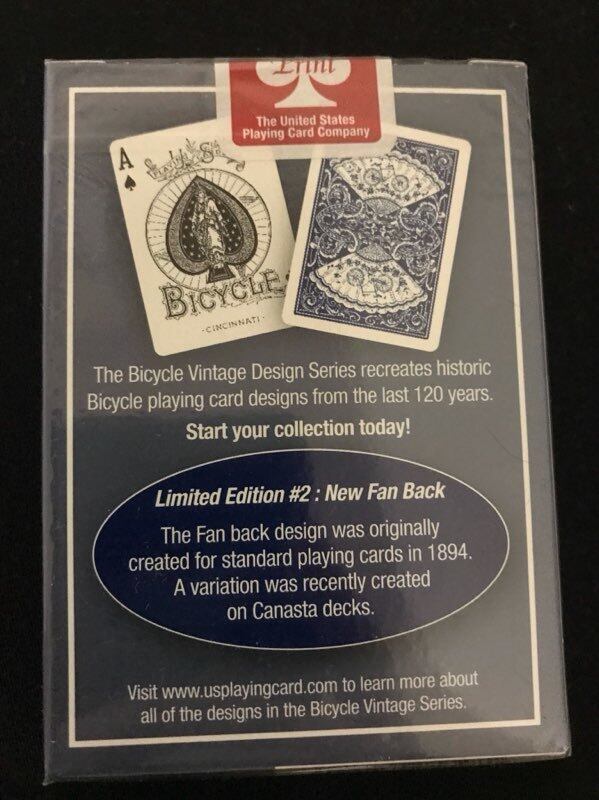 Print
The United States
Playing Card Company
A
BICYCLE
·CINCINNATI·
The Bicycle Vintage Design Series recreates historic
Bicycle playing card designs from the last 120 years.
Start your collection today!
Limited Edition #2 : New Fan Back
The Fan back design was originally
created for standard playing cards in 1894.
A variation was recently created
on Canasta decks.
Visit www.usplayingcard.com to learn more about
all of the designs in the Bicycle Vintage Series.